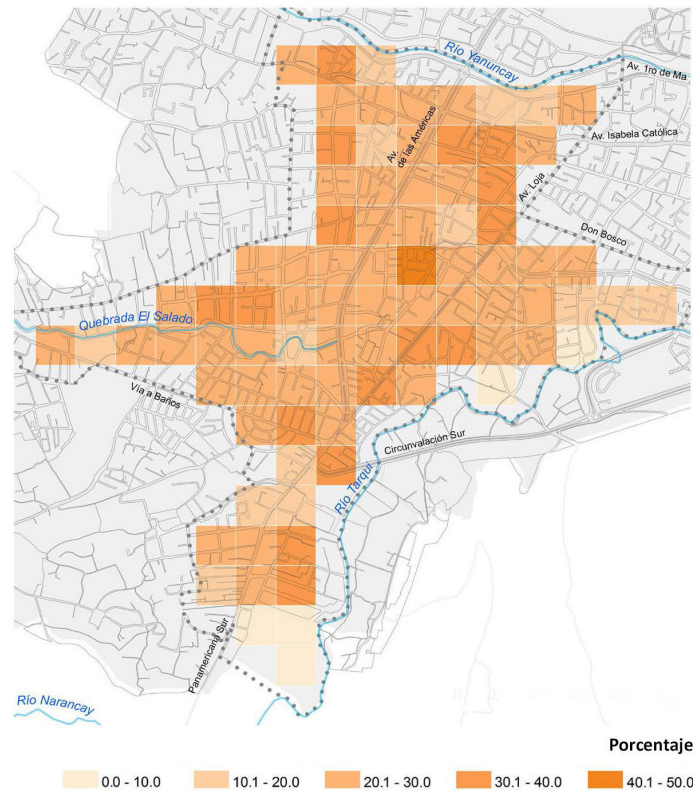 Río Yanuncay
Av. 1ro de Ma
Av. Isabela Católica
Av.
de las Américas
Av. Loja
Don Bosco
Quebrada El Salado
Vía a Baños
Circunvalación Sur
Río Tarqui
Panamericana Sur
Río Narancay
Porcentaje
0.0 - 10.0
10.1 - 20.0
20.1 - 30.0
30.1 - 40.0
40.1 - 50.0